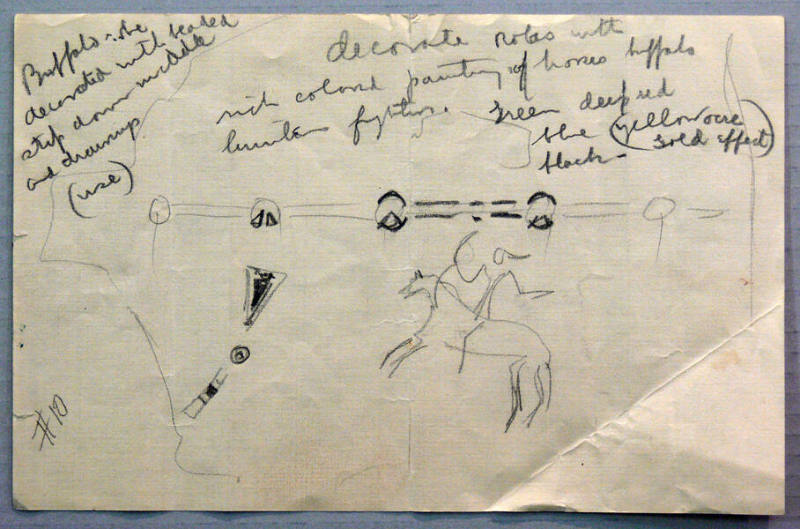 Buffalo robe
decorated with beaded
strip down middle
and drawings
(use)
decorate robes with
rich colored painting of horses buffalo
hunters fighting. Green deep red
blue (yellow ocre
gold effect)
black -
#10